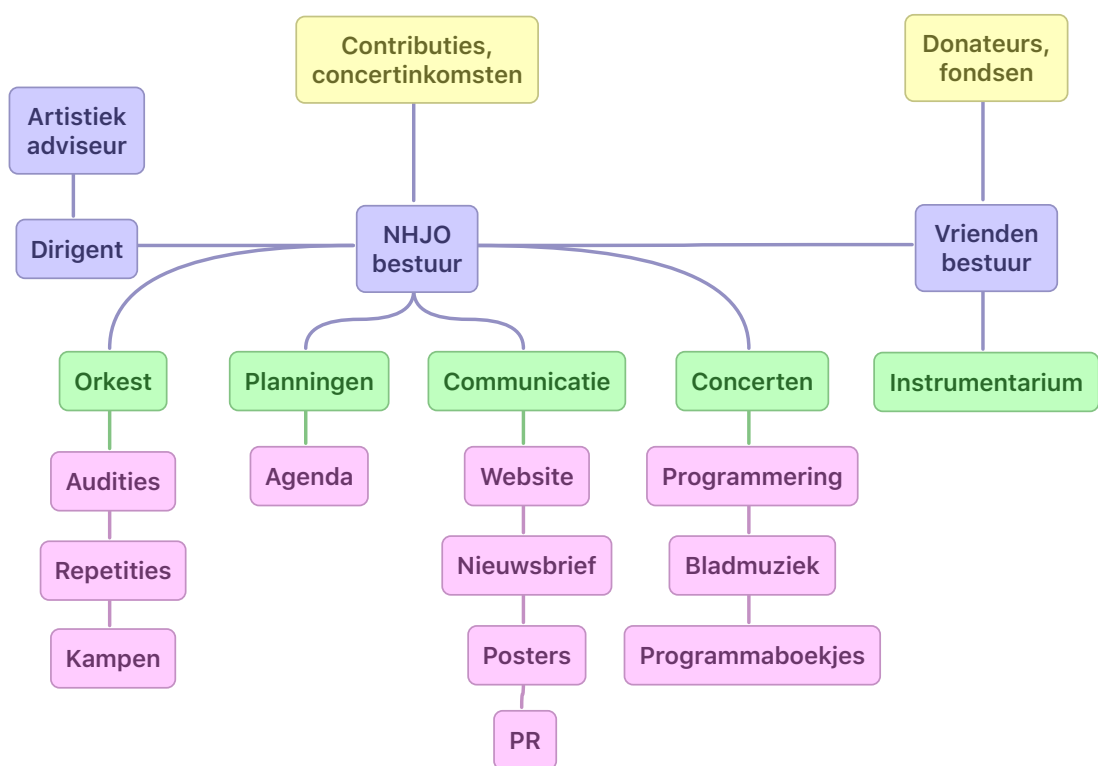 Contributies,
concertinkomsten
Donateurs,
fondsen
Artistiek
adviseur
Dirigent
NHJO
bestuur
Vrienden
bestuur
Orkest
Planningen
Communicatie
Concerten
Instrumentarium
Audities
Agenda
Website
Programmering
Repetities
Nieuwsbrief
Bladmuziek
Kampen
Posters
Programmaboekjes
PR